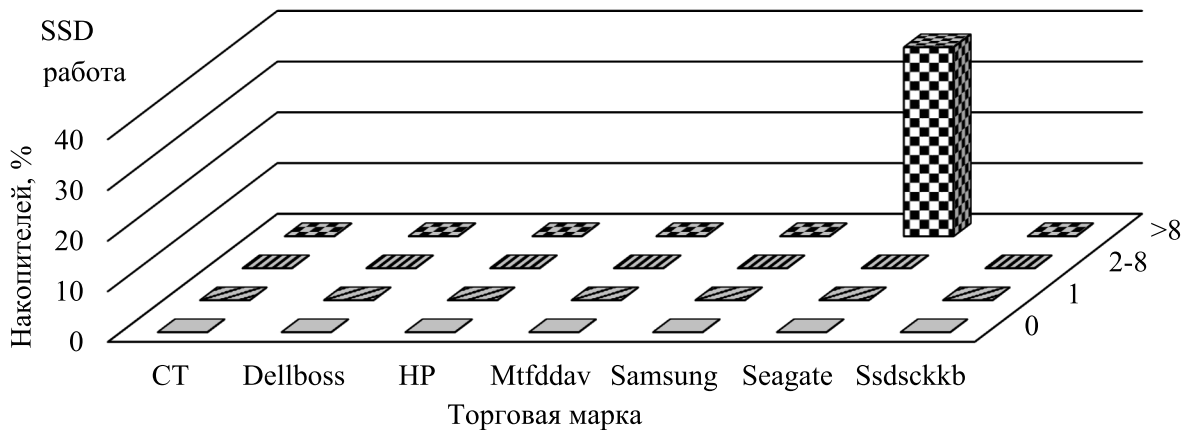 SSD
работа
Накопителей, %
40
30
20
10
0
>8
2-8
1
0
CT Dellboss HP Mtfddav Samsung Seagate Ssdsckkb
Торговая марка